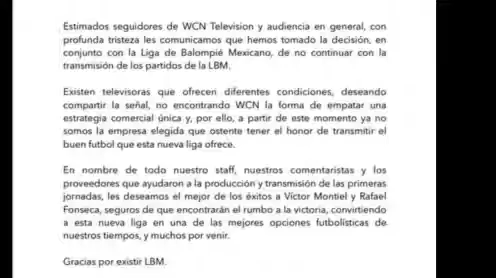 Estimados seguidores de WCN Television y audiencia en general, con
profunda tristeza les comunicamos que hemos tomado la decisión, en
conjunto con la Liga de Balompié Mexicano, de no continuar con la
transmisión de los partidos de la LBM.
Existen televisoras que ofrecen diferentes condiciones, deseando
compartir la señal, no encontrando WCN la forma de empatar una
estrategia comercial única y, por ello, a partir de este momento ya no
somos la empresa elegida que ostente tener el honor de transmitir el
buen futbol que esta nueva liga ofrece.
En nombre de todo nuestro staff, nuestros comentaristas y los
proveedores que ayudaron a la producción y transmisión de las primeras
jornadas, les deseamos el mejor de los éxitos a Víctor Montiel y Rafael
Fonseca, seguros de que encontrarán el rumbo a la victoria, convirtiendo
a esta nueva liga en una de las mejores opciones futbolísticas de
nuestros tiempos, y muchos por venir.
Gracias por existir LBM.